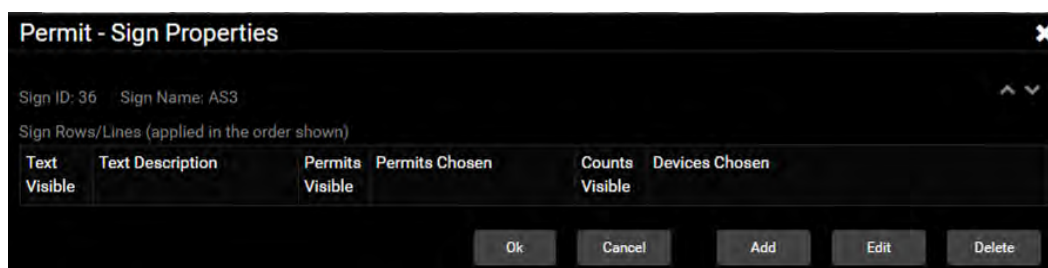 Permit - Sign Properties
Sign ID: 36 Sign Name: AS3
Sign Rows/Lines (applied in the order shown)
Text Visible Text Description Permits Visible Permits Chosen Counts Visible Devices Chosen
Ok Cancel Add Edit Delete